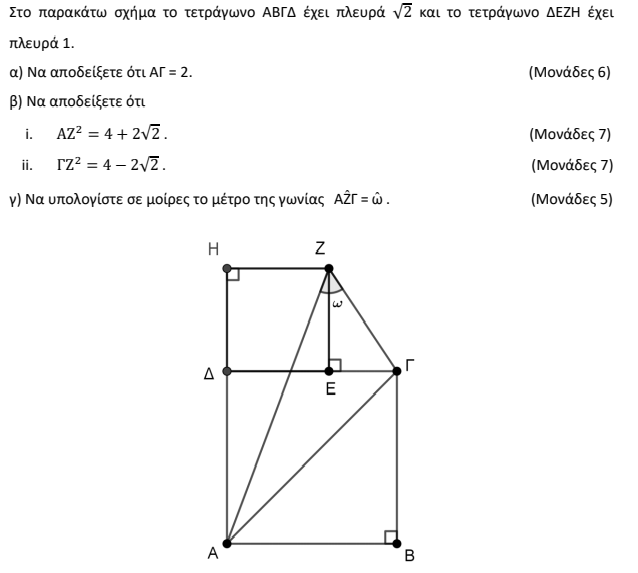 Στο παρακάτω σχήμα το τετράγωνο ΑΒΓΔ έχει πλευρά √2 και το τετράγωνο ΔΕΖΗ έχει
πλευρά 1.
α) Να αποδείξετε ότι ΑΓ = 2. (Μονάδες 6)
β) Να αποδείξετε ότι
i. ΑΖ² = 4 + 2√2 . (Μονάδες 7)
ii. ΓΖ² = 4 − 2√2 . (Μονάδες 7)
γ) Να υπολογίστε σε μοίρες το μέτρο της γωνίας ΑẐΓ = ω̂ . (Μονάδες 5)
Η Ζ
ω
Δ Ε Γ
Α Β